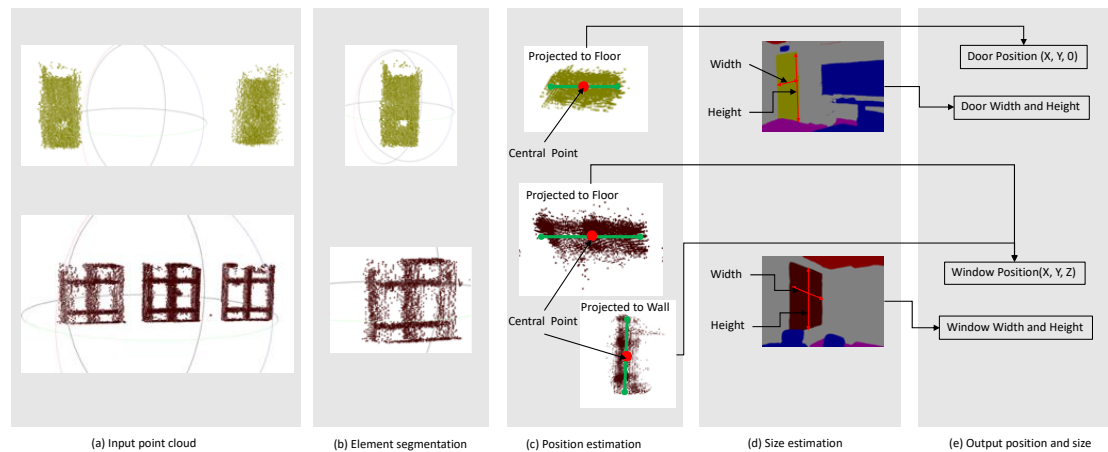 Projected to Floor
Central Point
Projected to Floor
Projected to Wall
Central Point
Width
Height
Width
Height
Door Position (X, Y, 0)
Door Width and Height
Window Position(X, Y, Z)
Window Width and Height
(a) Input point cloud
(b) Element segmentation
(c) Position estimation
(d) Size estimation
(e) Output position and size